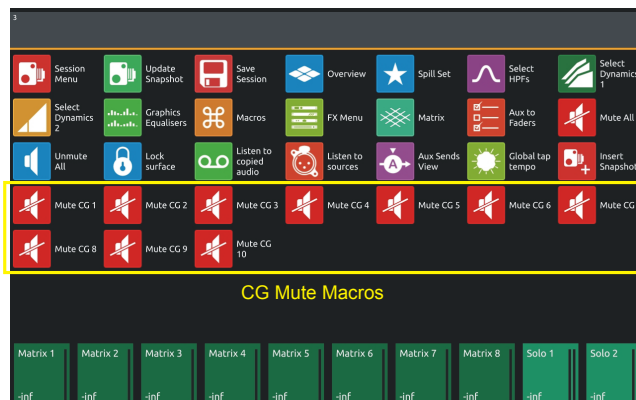 3
Session
Menu
Update
Snapshot
Save
Session
Overview
Spill Set
Select
HPFs
Select
Dynamics
1
Select
Dynamics
2
Graphics
Equalisers
Macros
FX Menu
Matrix
Aux to
Faders
Mute All
Unmute
All
Lock
surface
Listen to
copied
audio
Listen to
sources
A
Aux Sends
View
Global tap
tempo
Insert
Snapshot
Mute CG 1
Mute CG 2
Mute CG 3
Mute CG 4
Mute CG 5
Mute CG 6
Mute CG
Mute CG 8
Mute CG 9
Mute CG
10
CG Mute Macros
Matrix 1
Matrix 2
Matrix 3
Matrix 4
Matrix 5
Matrix 6
Matrix 7
Matrix 8
Solo 1
Solo 2
-inf
-inf
-inf
-inf
-inf
-inf
-inf
-inf
-inf
-inf